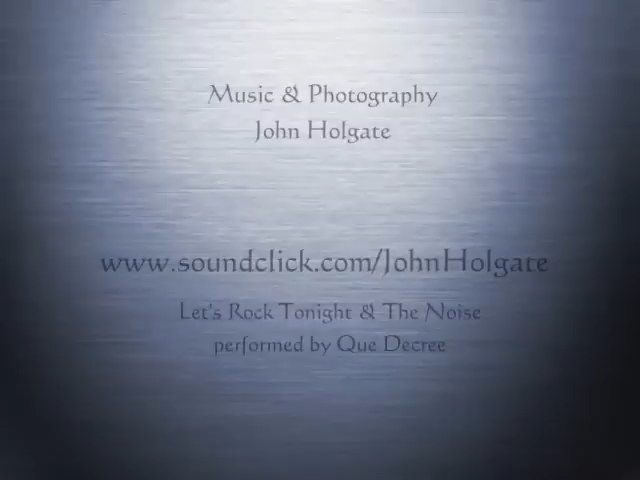 Music & Photography
John Holgate
www.soundclick.com/JohnHolgate
Let's Rock Tonight & The Noise
performed by Que Decree